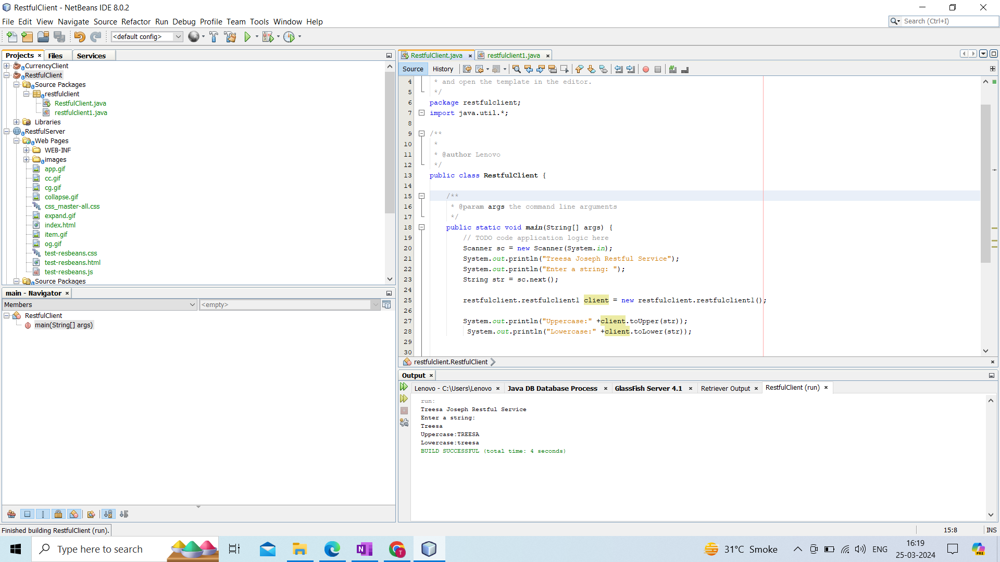 RestfulClient - NetBeans IDE 8.0.2
File Edit View Navigate Source Refactor Run Debug Profile Team Tools Window Help
Search (Ctrl+I)
<default config>
Projects Files Services
CurrencyClient
RestfulClient
Source Packages
restfulclient
RestfulClient.java
restfulclient1.java
Libraries
RestfulServer
Web Pages
WEB-INF
images
app.gif
cc.gif
cg.gif
collapse.gif
css_master-all.css
expand.gif
index.html
item.gif
og.gif
test-resbeans.css
test-resbeans.html
test-resbeans.js
Source Packages
main - Navigator
Members <empty>
RestfulClient
main(String[] args)
RestfulClient.java restfulclient1.java
Source History
4 * and open the template in the editor.
5 */
6 package restfulclient;
7 import java.util.*;
8
9 /**
10 *
11 * @author Lenovo
12 */
13 public class RestfulClient {
14
15 /**
16 * @param args the command line arguments
17 */
18 public static void main(String[] args) {
19 // TODO code application logic here
20 Scanner sc = new Scanner(System.in);
21 System.out.println("Treesa Joseph Restful Service");
22 System.out.println("Enter a string: ");
23 String str = sc.next();
24
25 restfulclient.restfulclient1 client = new restfulclient.restfulclient1();
26
27 System.out.println("Uppercase:" +client.toUpper(str));
28 System.out.println("Lowercase:" +client.toLower(str));
29
30
restfulclient.RestfulClient
Output
Lenovo - C:\Users\Lenovo Java DB Database Process GlassFish Server 4.1 Retriever Output RestfulClient (run)
run:
Treesa Joseph Restful Service
Enter a string:
Treesa
Uppercase:TREESA
Lowercase:treesa
BUILD SUCCESSFUL (total time: 4 seconds)
Finished building RestfulClient (run).
15:8 INS
Type here to search
31°C Smoke
ENG
16:19
25-03-2024
PRE